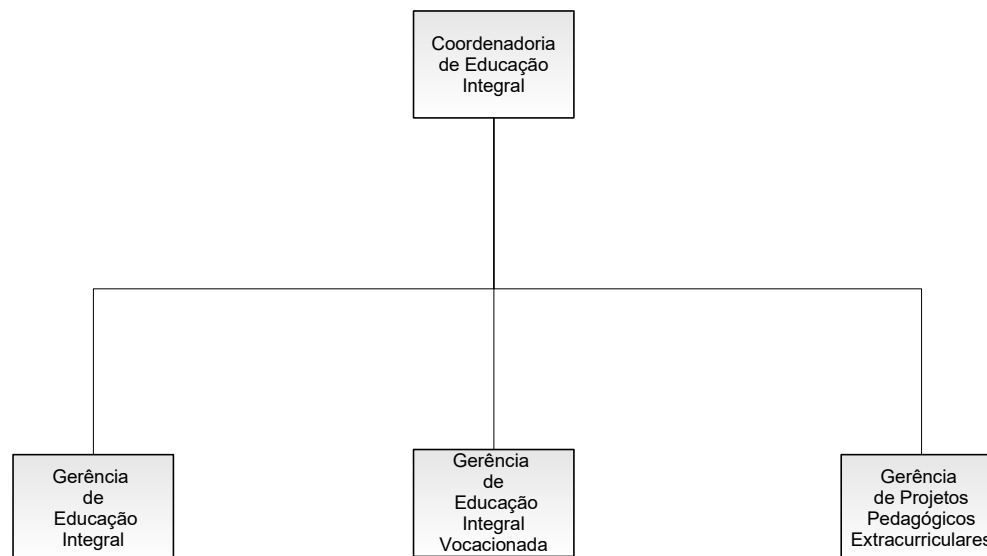 Coordenadoria
de Educação
Integral
Gerência
de
Educação
Integral
Gerência
de
Educação
Integral
Vocacionada
Gerência
de Projetos
Pedagógicos
Extracurriculares